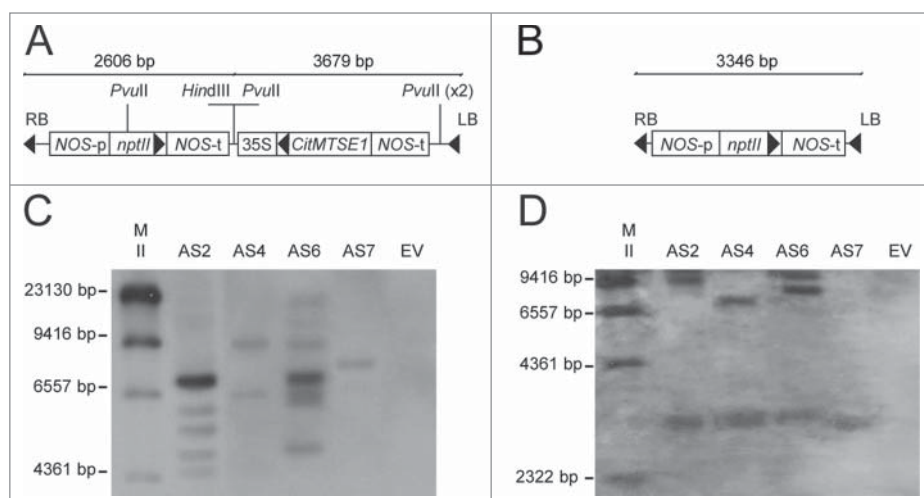 A
2606 bp 3679 bp
PvuII HindIII PvuII PvuII (x2)
RB LB
NOS-p nptII NOS-t 35S CitMTSE1 NOS-t
B
3346 bp
RB LB
NOS-p nptII NOS-t
C
M
II AS2 AS4 AS6 AS7 EV
23130 bp
9416 bp
6557 bp
4361 bp
D
M
II AS2 AS4 AS6 AS7 EV
9416 bp
6557 bp
4361 bp
2322 bp